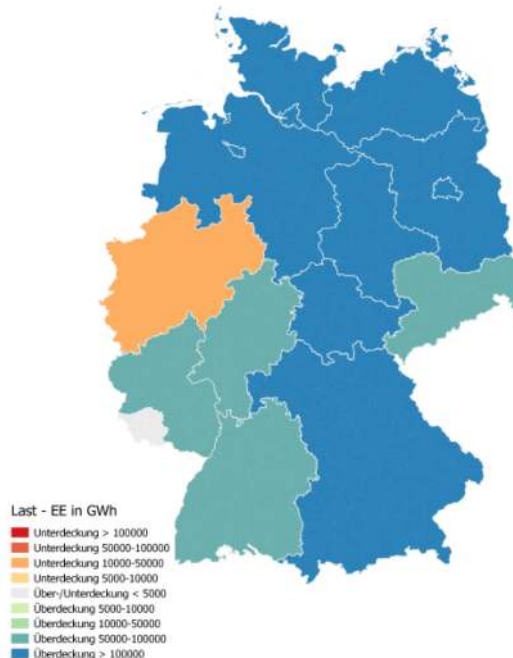 Last - EE in GWh
Unterdeckung > 100000
Unterdeckung 50000-100000
Unterdeckung 10000-50000
Unterdeckung 5000-10000
Über-/Unterdeckung < 5000
Überdeckung 5000-10000
Überdeckung 10000-50000
Überdeckung 50000-100000
Überdeckung > 100000